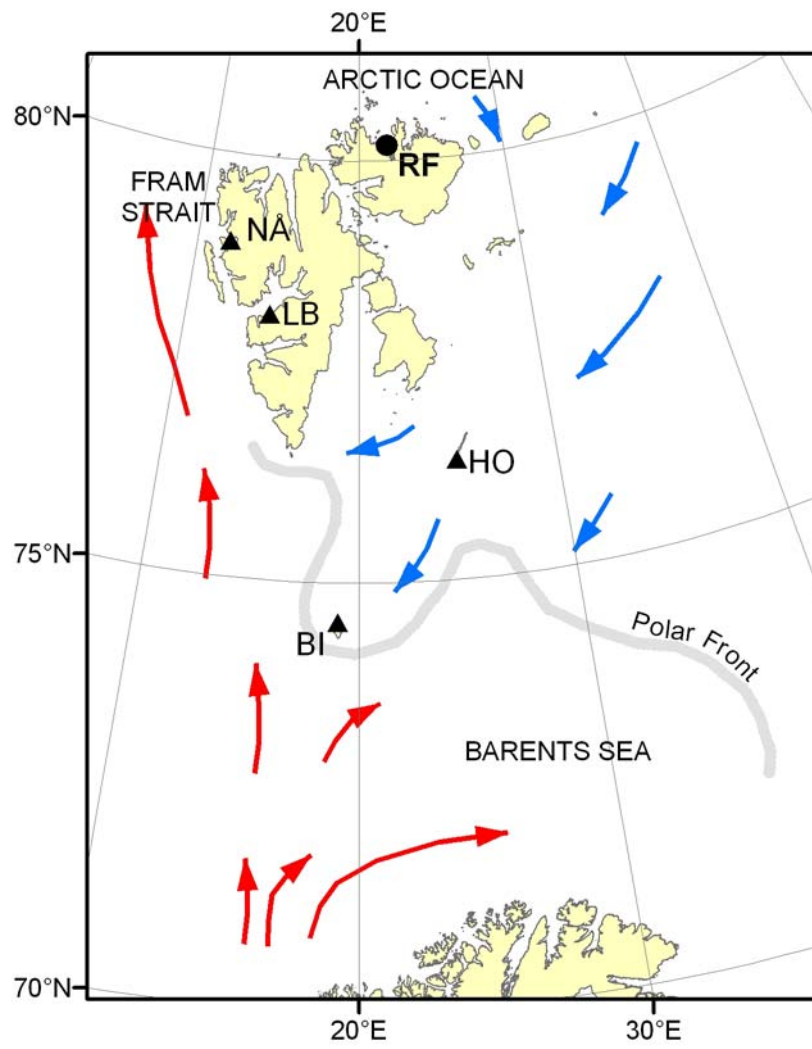 20°E
ARCTIC OCEAN
80°N
RF
FRAM
STRAIT
NÅ
LB
HO
75°N
BI
Polar Front
BARENTS SEA
70°N
20°E
30°E